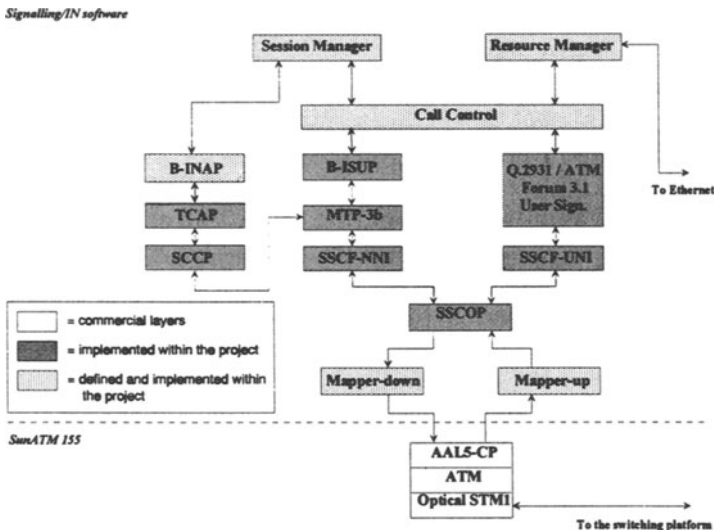 Signalling/IN software
Session Manager
Resource Manager
Call Control
B-INAP
B-ISUP
Q.2931 / ATM
Forum 3.1
User Sign.
To Ethernet
TCAP
MTP-3b
SCCP
SSCF-NNI
SSCF-UNI
= commercial layers
= implemented within the project
= defined and implemented within
the project
SSCOP
Mapper-down
Mapper-up
SunATM 155
AAL5-CP
ATM
Optical STM1
To the switching platform